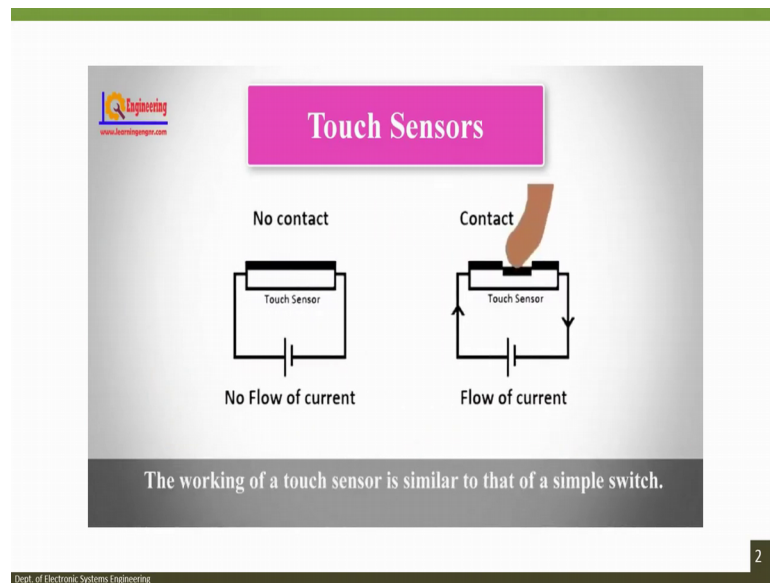 Engineering
www.learningengnr.com
Touch Sensors
No contact
Contact
Touch Sensor
Touch Sensor
No Flow of current
Flow of current
The working of a touch sensor is similar to that of a simple switch.
2
Dept. of Electronic Systems Engineering